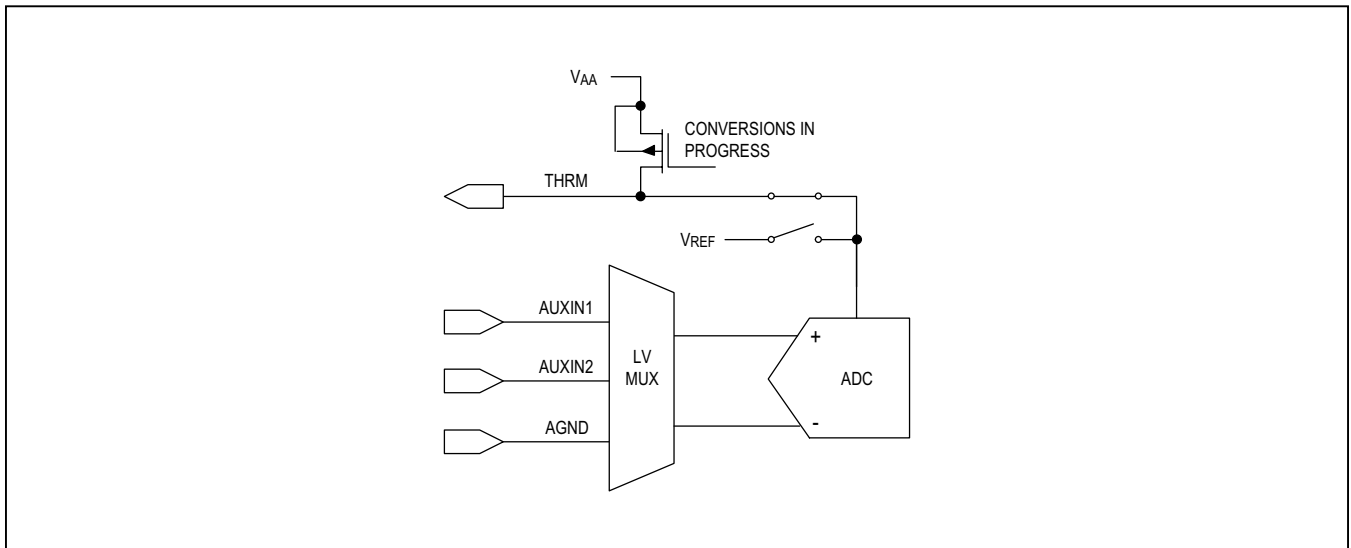 VAA
CONVERSIONS IN
PROGRESS
THRM
VREF
AUXIN1
AUXIN2
AGND
LV
MUX
+
ADC
-